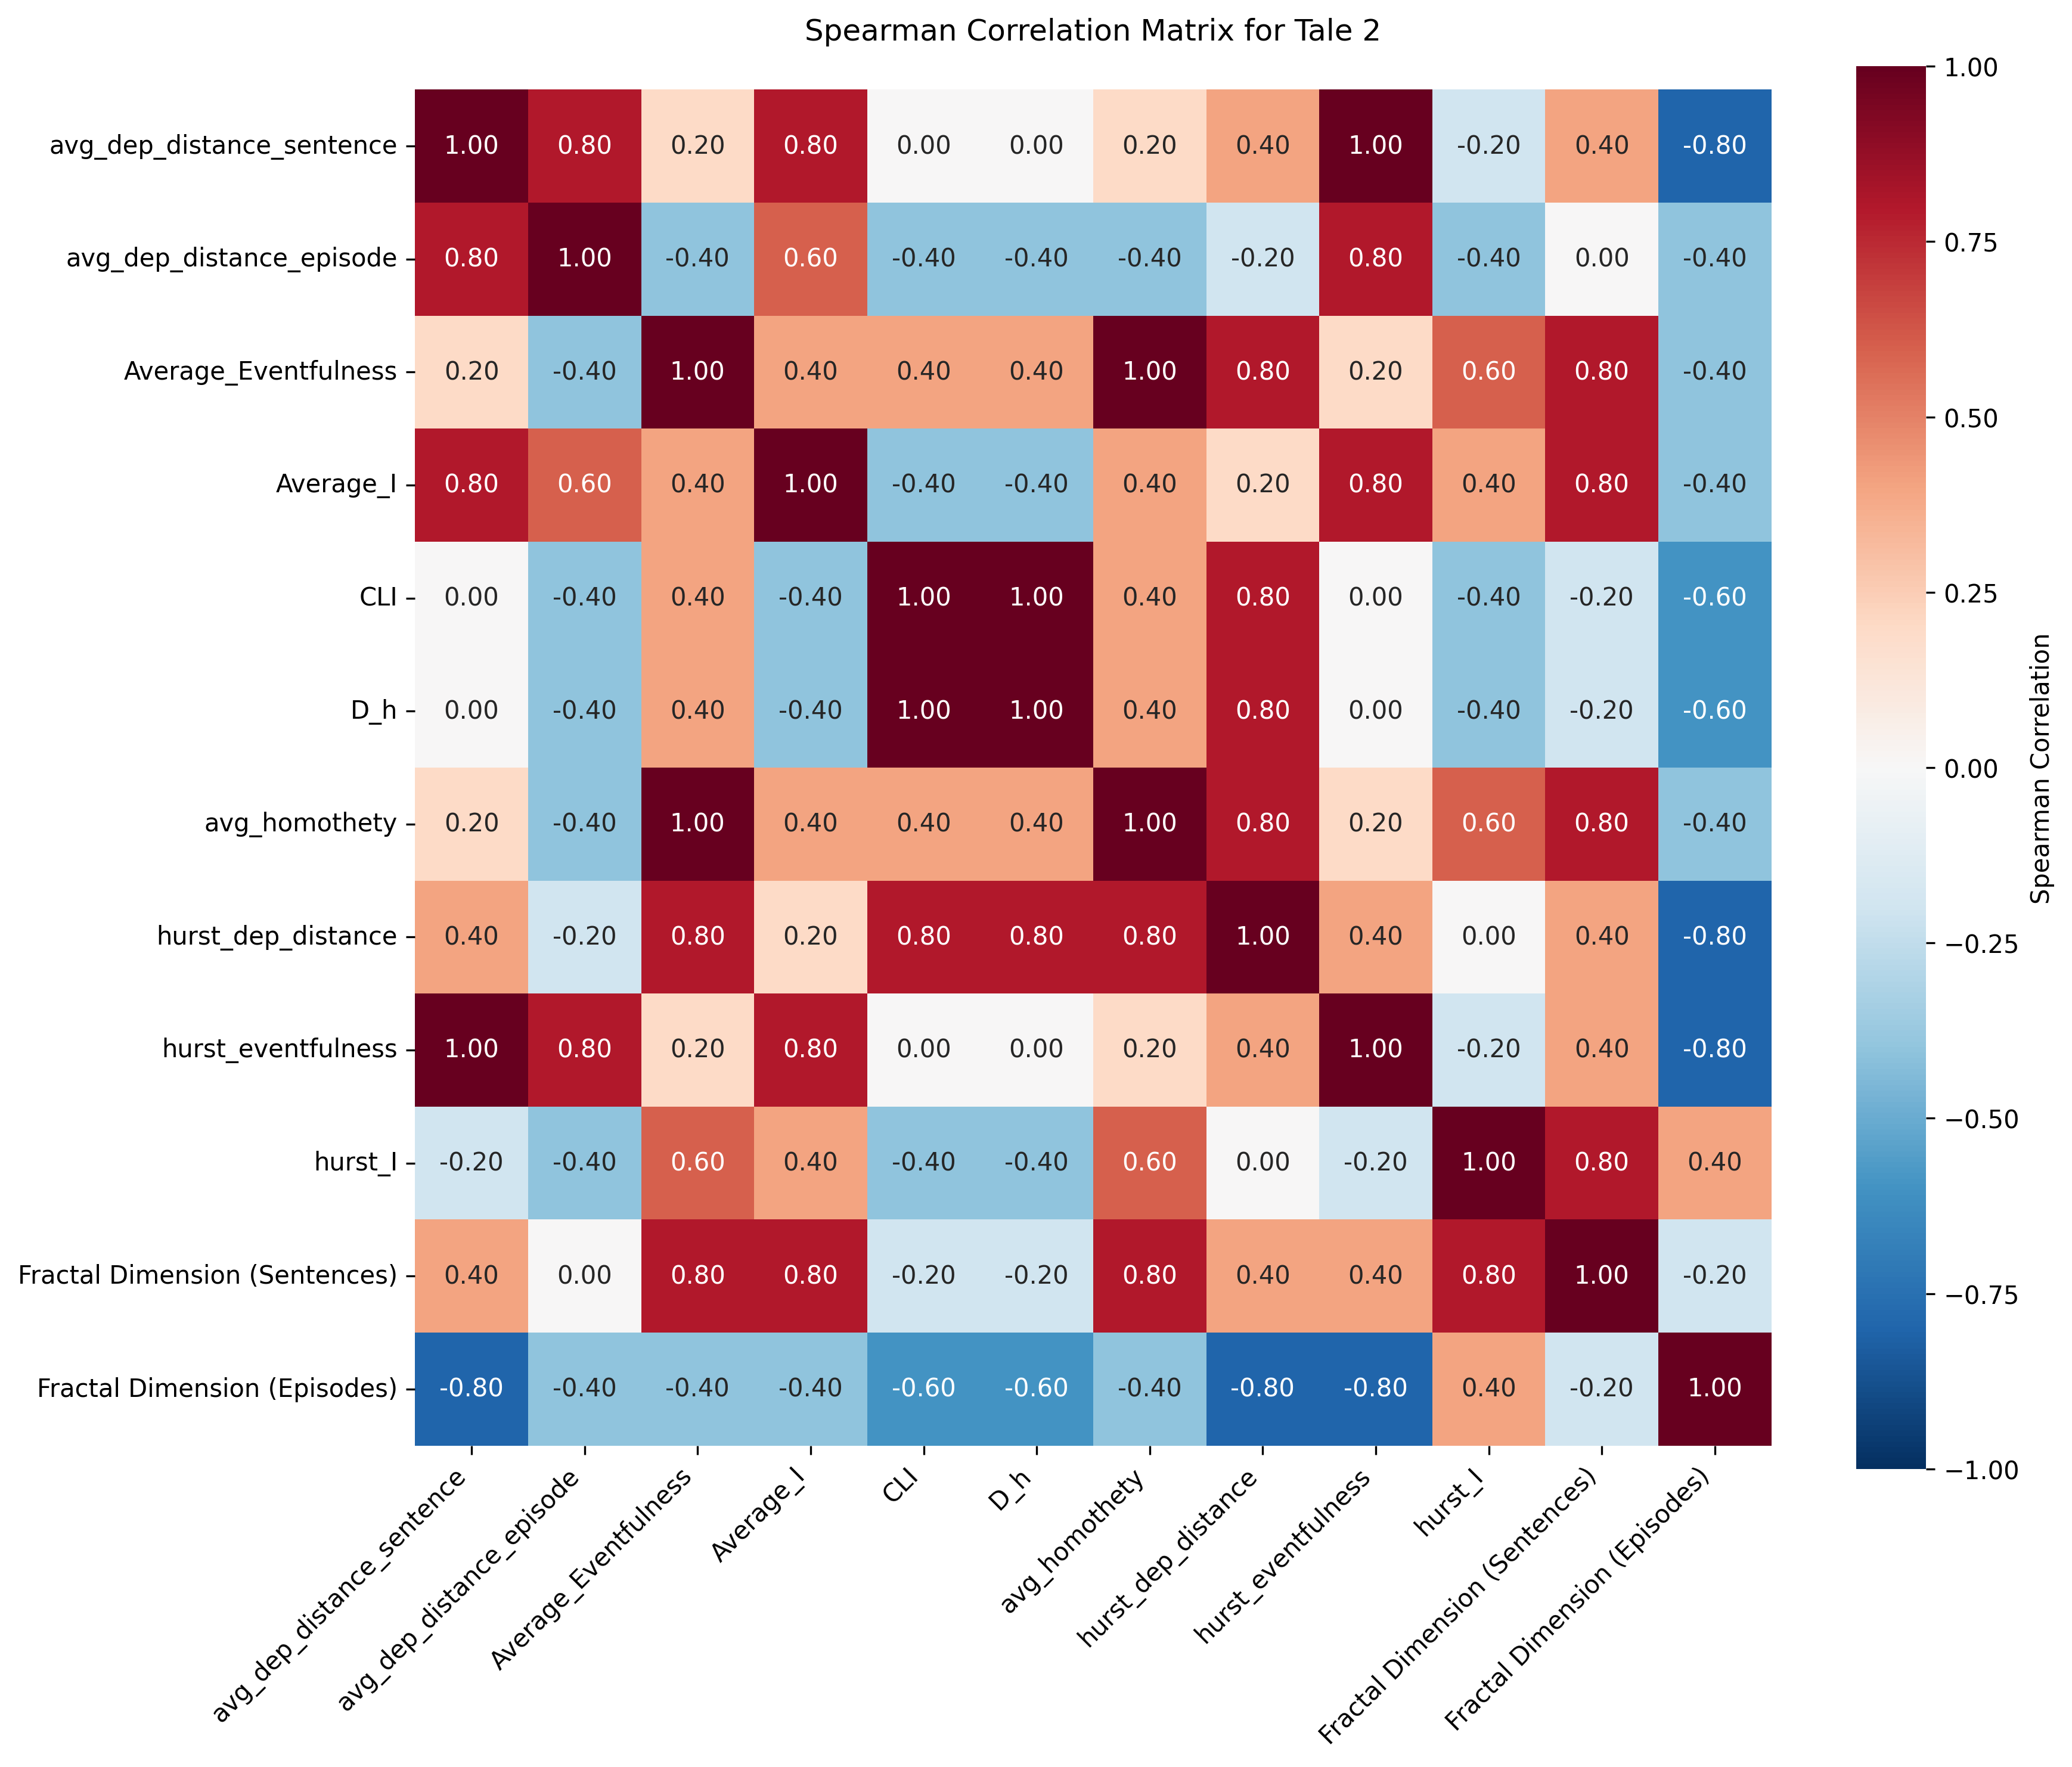 Spearman Correlation Matrix for Tale 2
avg_dep_distance_sentence 1.00 0.80 0.20 0.80 0.00 0.00 0.20 0.40 1.00 -0.20 0.40 -0.80
avg_dep_distance_episode 0.80 1.00 -0.40 0.60 -0.40 -0.40 -0.40 -0.20 0.80 -0.40 0.00 -0.40
Average_Eventfulness 0.20 -0.40 1.00 0.40 0.40 0.40 1.00 0.80 0.20 0.60 0.80 -0.40
Average_I 0.80 0.60 0.40 1.00 -0.40 -0.40 0.40 0.20 0.80 0.40 0.80 -0.40
CLI 0.00 -0.40 0.40 -0.40 1.00 1.00 0.40 0.80 0.00 -0.40 -0.20 -0.60
D_h 0.00 -0.40 0.40 -0.40 1.00 1.00 0.40 0.80 0.00 -0.40 -0.20 -0.60
avg_homothety 0.20 -0.40 1.00 0.40 0.40 0.40 1.00 0.80 0.20 0.60 0.80 -0.40
hurst_dep_distance 0.40 -0.20 0.80 0.20 0.80 0.80 0.80 1.00 0.40 0.00 0.40 -0.80
hurst_eventfulness 1.00 0.80 0.20 0.80 0.00 0.00 0.20 0.40 1.00 -0.20 0.40 -0.80
hurst_I -0.20 -0.40 0.60 0.40 -0.40 -0.40 0.60 0.00 -0.20 1.00 0.80 0.40
Fractal Dimension (Sentences) 0.40 0.00 0.80 0.80 -0.20 -0.20 0.80 0.40 0.40 0.80 1.00 -0.20
Fractal Dimension (Episodes) -0.80 -0.40 -0.40 -0.40 -0.60 -0.60 -0.40 -0.80 -0.80 0.40 -0.20 1.00
avg_dep_distance_sentence
avg_dep_distance_episode
Average_Eventfulness
Average_I
CLI
D_h
avg_homothety
hurst_dep_distance
hurst_eventfulness
hurst_I
Fractal Dimension (Sentences)
Fractal Dimension (Episodes)
1.00
0.75
0.50
0.25
0.00
−0.25
−0.50
−0.75
−1.00
Spearman Correlation